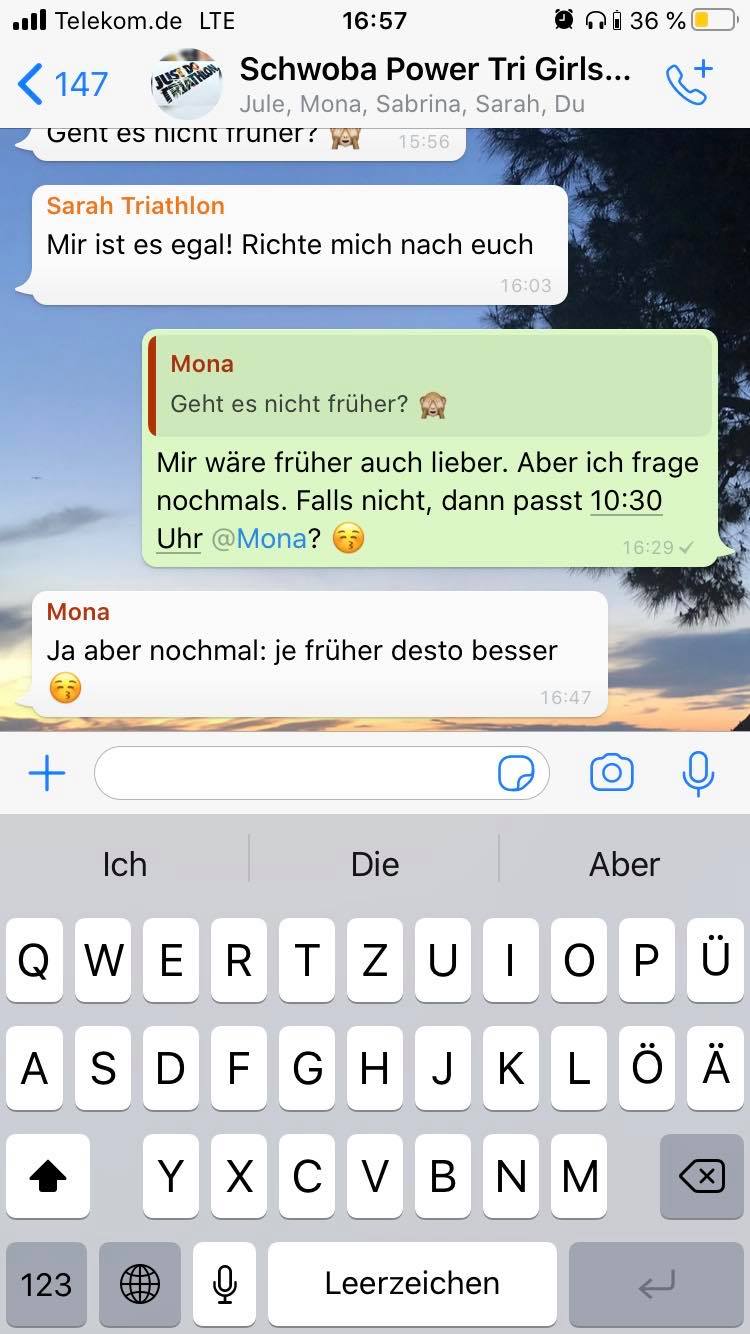 Telekom.de LTE 16:57 36 %
147 Schwoba Power Tri Girls...
Jule, Mona, Sabrina, Sarah, Du
JUST DO
TRIATHLON
Geht es nicht früher? 🙈 15:56
Sarah Triathlon
Mir ist es egal! Richte mich nach euch
16:03
Mona
Geht es nicht früher? 🙈
Mir wäre früher auch lieber. Aber ich frage
nochmals. Falls nicht, dann passt 10:30
Uhr @Mona? 😚 16:29
Mona
Ja aber nochmal: je früher desto besser
😚 16:47
Ich Die Aber
Q W E R T Z U I O P Ü
A S D F G H J K L Ö Ä
Y X C V B N M
123 Leerzeichen